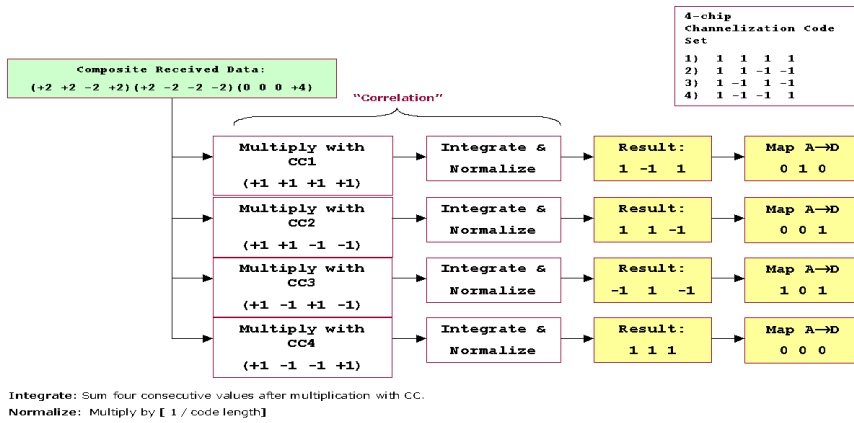 4-chip
Channelization Code
Set
1) 1 1 1 1
2) 1 1 -1 -1
3) 1 -1 1 -1
4) 1 -1 -1 1
Composite Received Data:
(+2 +2 -2 +2)(+2 -2 -2 -2)(0 0 0 +4)
“Correlation”
Multiply with
CC1
(+1 +1 +1 +1)
Integrate &
Normalize
Result:
1 -1 1
Map A→D
0 1 0
Multiply with
CC2
(+1 +1 -1 -1)
Integrate &
Normalize
Result:
1 1 -1
Map A→D
0 0 1
Multiply with
CC3
(+1 -1 +1 -1)
Integrate &
Normalize
Result:
-1 1 -1
Map A→D
1 0 1
Multiply with
CC4
(+1 -1 -1 +1)
Integrate &
Normalize
Result:
1 1 1
Map A→D
0 0 0
Integrate: Sum four consecutive values after multiplication with CC.
Normalize: Multiply by [ 1 / code length]